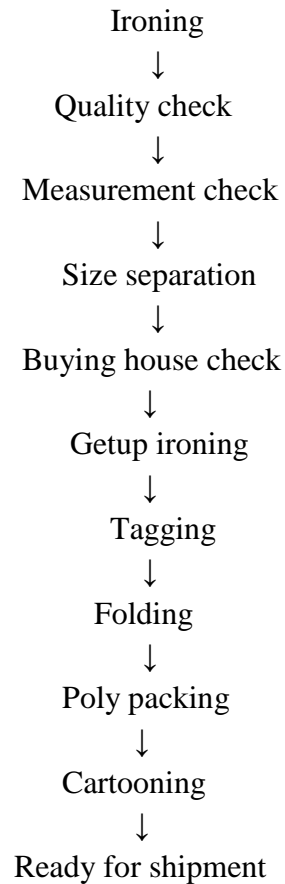 Ironing
↓
Quality check
↓
Measurement check
↓
Size separation
↓
Buying house check
↓
Getup ironing
↓
Tagging
↓
Folding
↓
Poly packing
↓
Cartooning
↓
Ready for shipment